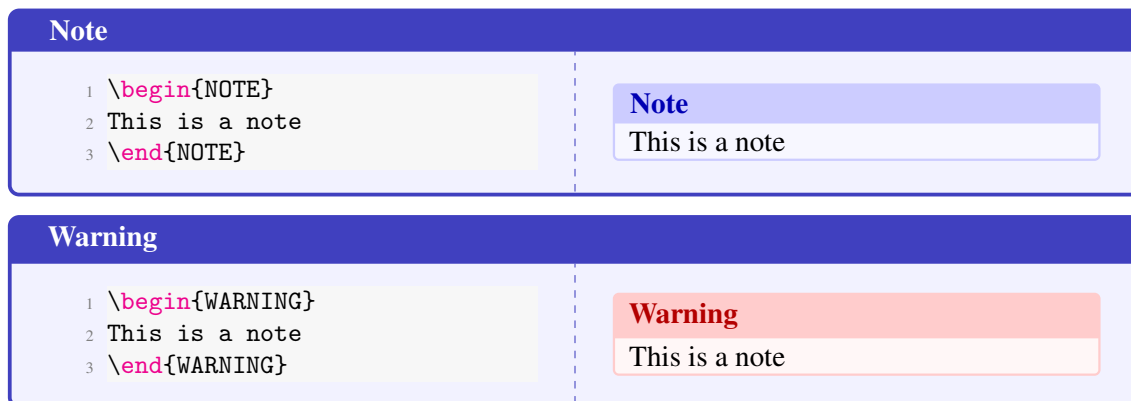 Note
1 \begin{NOTE}
2 This is a note
3 \end{NOTE}
Note
This is a note
Warning
1 \begin{WARNING}
2 This is a note
3 \end{WARNING}
Warning
This is a note